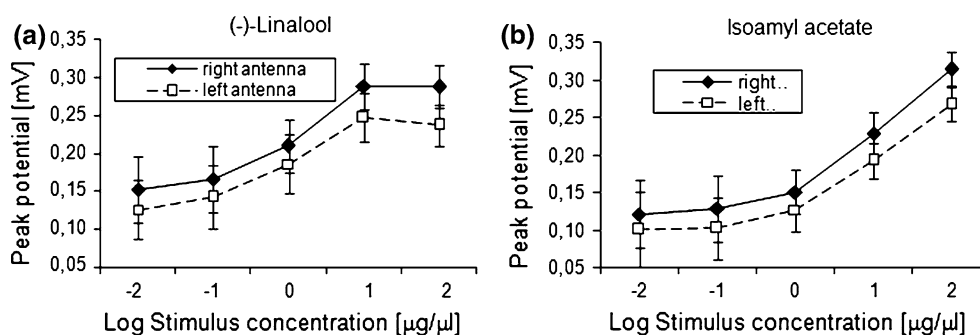 (a)
(-)-Linalool
Peak potential [mV]
0,35
0,30
0,25
0,20
0,15
0,10
0,05
right antenna
left antenna
-2 -1 0 1 2
Log Stimulus concentration [µg/µl]
(b)
Isoamyl acetate
Peak potential [mV]
0,35
0,30
0,25
0,20
0,15
0,10
0,05
right..
left..
-2 -1 0 1 2
Log Stimulus concentration [µg/µl]